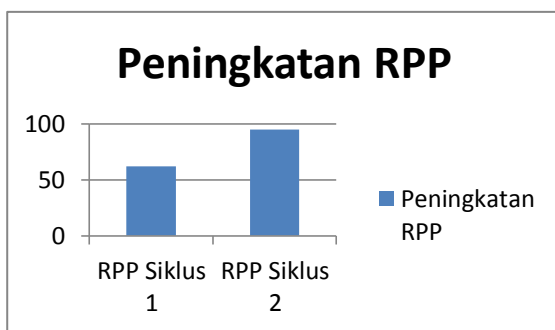 Peningkatan RPP
100
50
0
RPP Siklus
1
RPP Siklus
2
Peningkatan
RPP